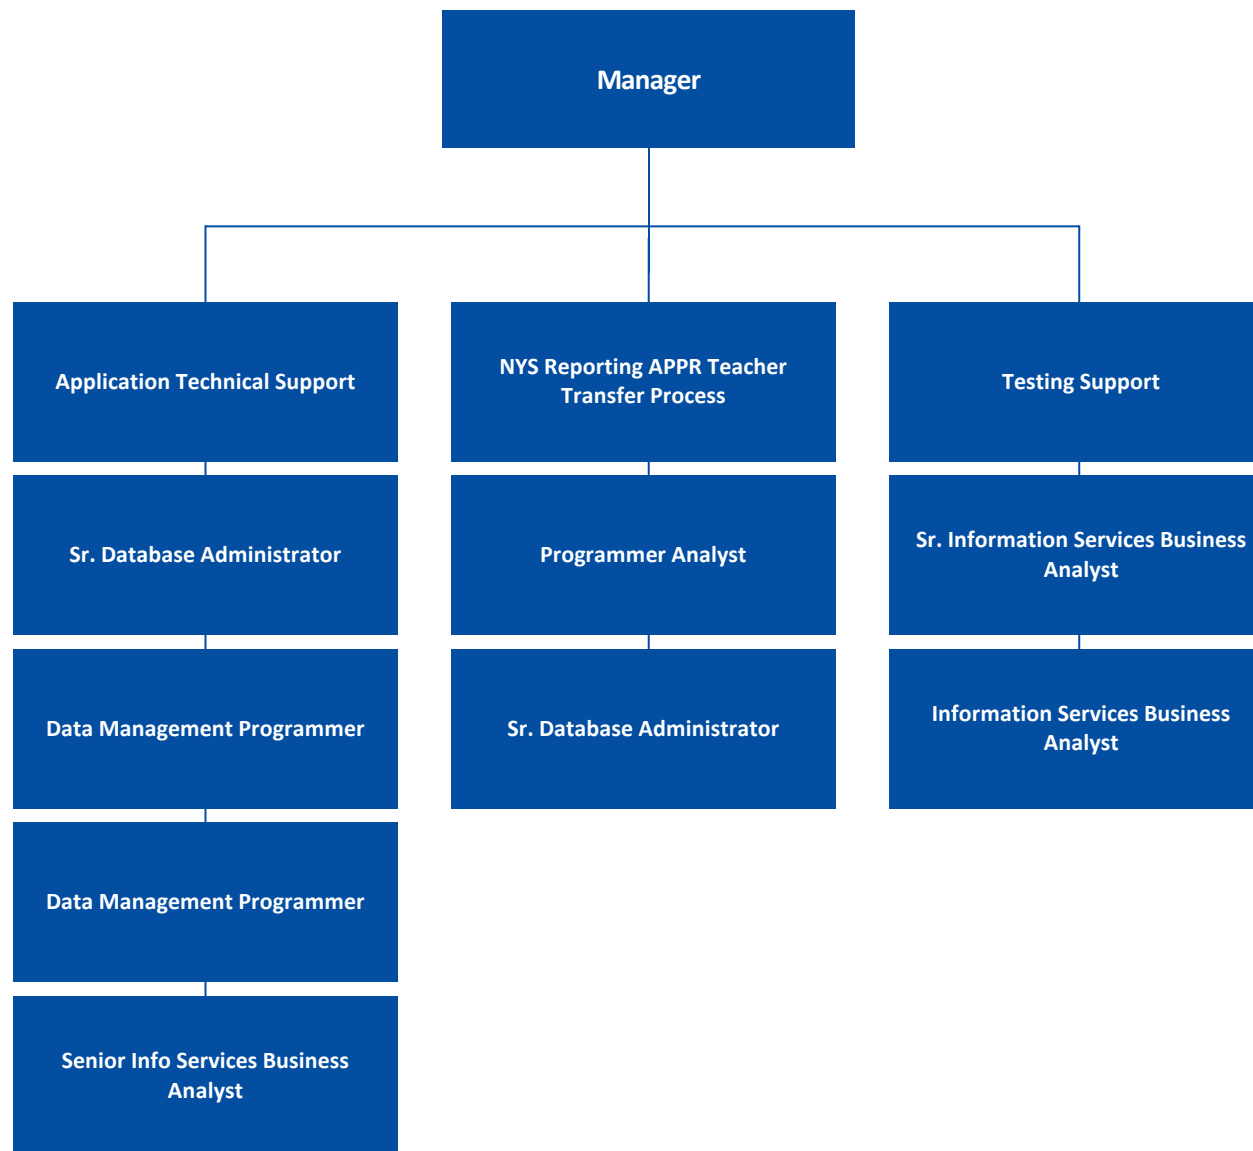 Manager
Application Technical Support
NYS Reporting APPR Teacher
Transfer Process
Testing Support
Sr. Database Administrator
Programmer Analyst
Sr. Information Services Business
Analyst
Data Management Programmer
Sr. Database Administrator
Information Services Business
Analyst
Data Management Programmer
Senior Info Services Business
Analyst